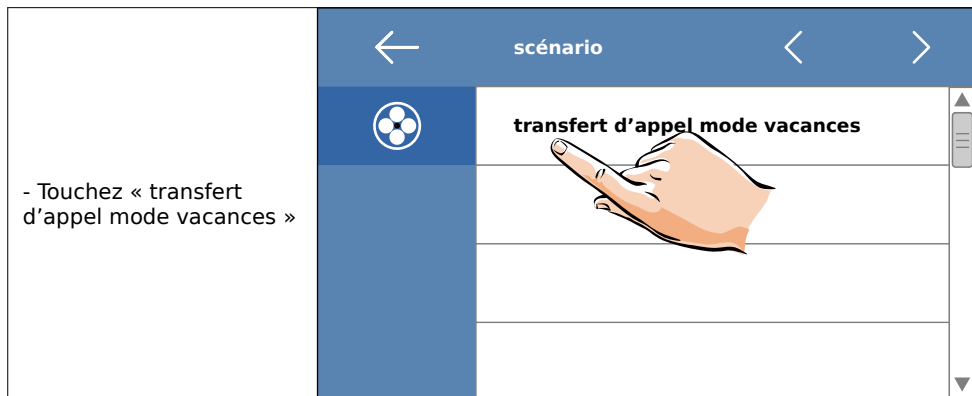 - Touchez « transfert
d’appel mode vacances »
scénario
transfert d’appel mode vacances